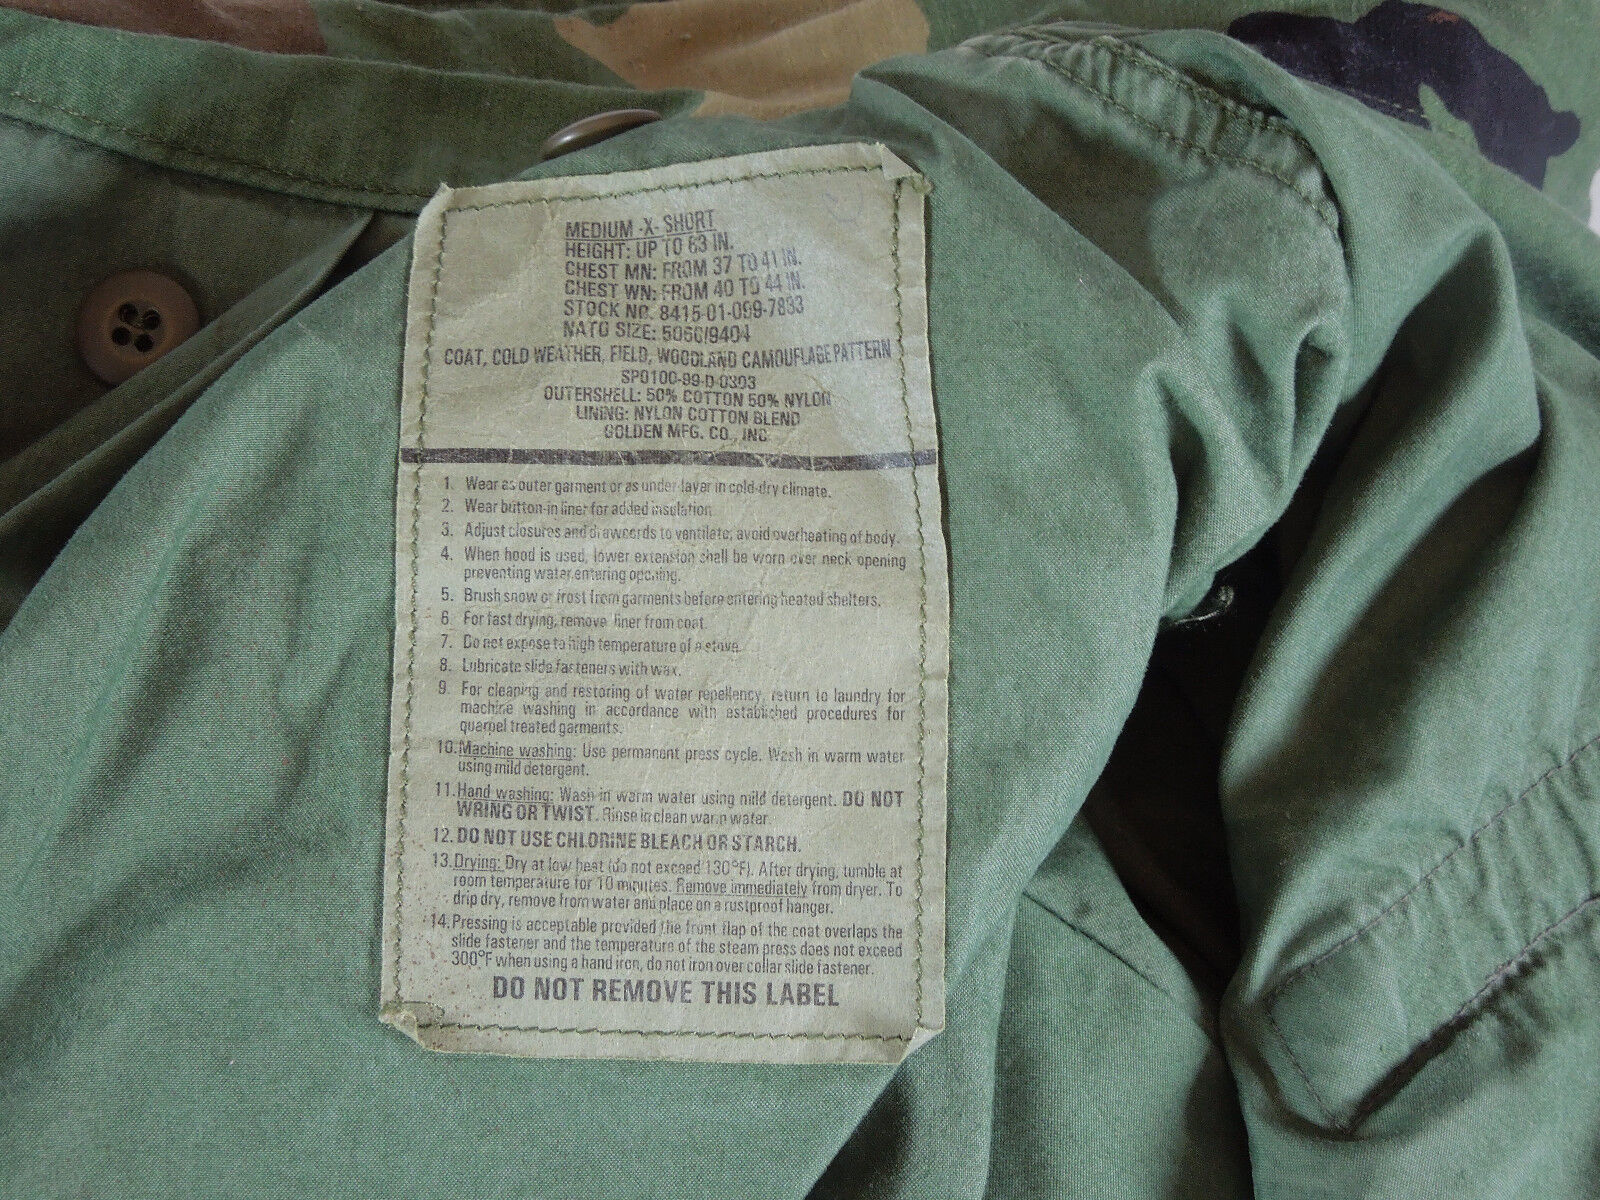 MEDIUM -X- SHORT
HEIGHT: UP TO 63 IN.
CHEST MN: FROM 37 TO 41 IN.
CHEST WN: FROM 40 TO 44 IN.
STOCK NO. 8415-01-099-7833
NATO SIZE: 5060/9404
COAT, COLD WEATHER, FIELD, WOODLAND CAMOUFLAGE PATTERN
SP0100-99-D-0303
OUTERSHELL: 50% COTTON 50% NYLON
LINING: NYLON COTTON BLEND
GOLDEN MFG. CO., INC
1. Wear as outer garment or as under layer in cold-dry climate.
2. Wear button-in liner for added insulation
3. Adjust closures and drawcords to ventilate; avoid overheating of body.
4. When hood is used, lower extension shall be worn over neck opening
preventing water entering opening.
5. Brush snow or frost from garments before entering heated shelters.
6. For fast drying, remove liner from coat.
7. Do not expose to high temperature of a stove.
8. Lubricate slide fasteners with wax.
9. For cleaning and restoring of water repellency, return to laundry for
machine washing in accordance with established procedures for
quarpel treated garments.
10. Machine washing: Use permanent press cycle. Wash in warm water
using mild detergent.
11. Hand washing: Wash in warm water using mild detergent. DO NOT
WRING OR TWIST. Rinse in clean warm water.
12. DO NOT USE CHLORINE BLEACH OR STARCH.
13. Drying: Dry at low heat (do not exceed 130°F). After drying, tumble at
room temperature for 10 minutes. Remove immediately from dryer. To
drip dry, remove from water and place on a rustproof hanger.
14. Pressing is acceptable provided the front flap of the coat overlaps the
slide fastener and the temperature of the steam press does not exceed
300°F when using a hand iron, do not iron over collar slide fastener.
DO NOT REMOVE THIS LABEL